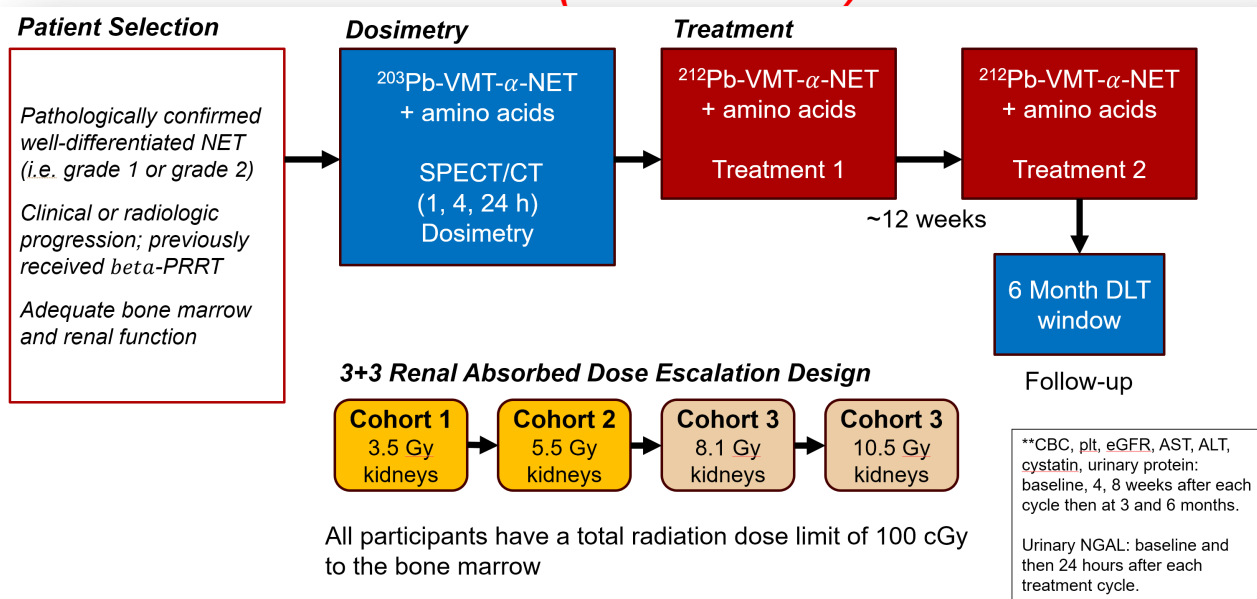 Patient Selection
Pathologically confirmed
well-differentiated NET
(i.e. grade 1 or grade 2)
Clinical or radiologic
progression; previously
received beta-PRRT
Adequate bone marrow
and renal function
Dosimetry
²⁰³Pb-VMT-α-NET
+ amino acids
SPECT/CT
(1, 4, 24 h)
Dosimetry
Treatment
²¹²Pb-VMT-α-NET
+ amino acids
Treatment 1
~12 weeks
²¹²Pb-VMT-α-NET
+ amino acids
Treatment 2
6 Month DLT
window
Follow-up
3+3 Renal Absorbed Dose Escalation Design
Cohort 1
3.5 Gy
kidneys
Cohort 2
5.5 Gy
kidneys
Cohort 3
8.1 Gy
kidneys
Cohort 3
10.5 Gy
kidneys
All participants have a total radiation dose limit of 100 cGy
to the bone marrow
**CBC, plt, eGFR, AST, ALT,
cystatin, urinary protein:
baseline, 4, 8 weeks after each
cycle then at 3 and 6 months.
Urinary NGAL: baseline and
then 24 hours after each
treatment cycle.